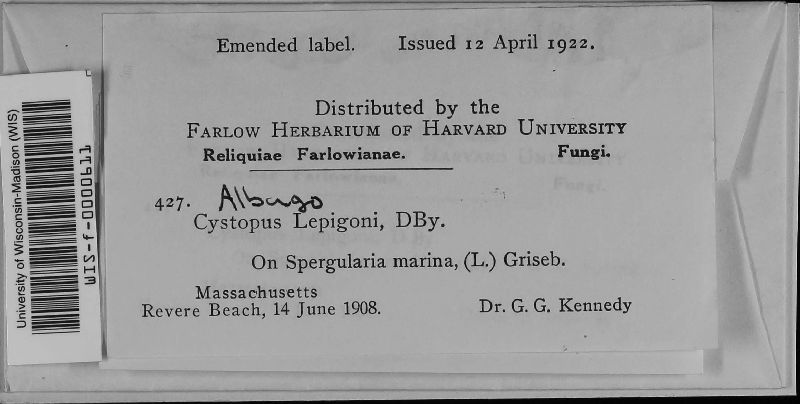 Emended label. Issued 12 April 1922.
Distributed by the
FARLOW HERBARIUM OF HARVARD UNIVERSITY
Reliquiae Farlowianae. Fungi.
427. Albugo
Cystopus Lepigoni, DBy.
On Spergularia marina, (L.) Griseb.
Massachusetts
Revere Beach, 14 June 1908. Dr. G. G. Kennedy
University of Wisconsin-Madison (WIS)
WIS-f-0000611